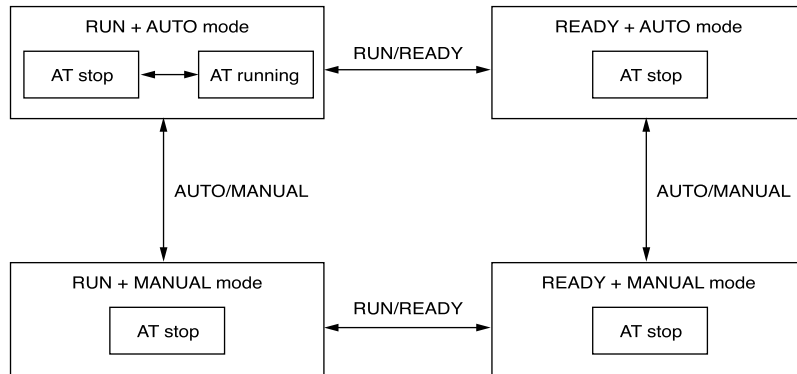 RUN + AUTO mode
AT stop
AT running
RUN/READY
READY + AUTO mode
AT stop
AUTO/MANUAL
AUTO/MANUAL
RUN + MANUAL mode
AT stop
RUN/READY
READY + MANUAL mode
AT stop